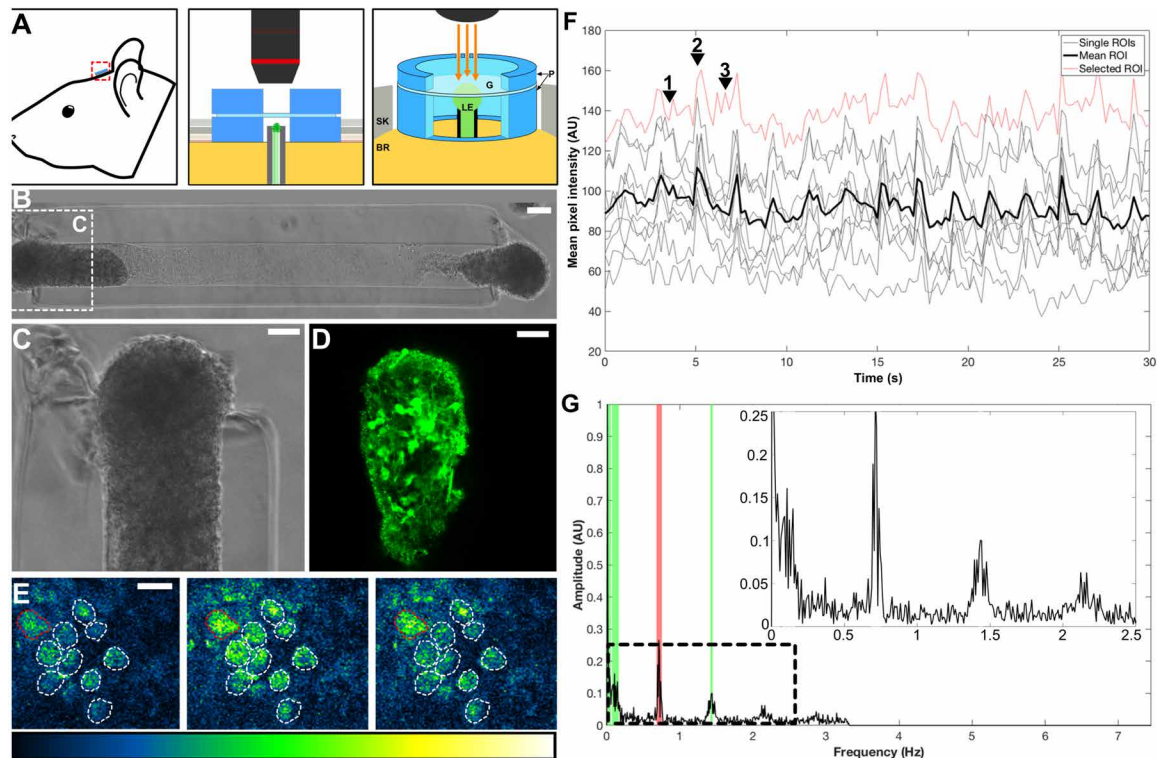 A
G
P
LE
SK
BR
B
C
C
D
E
F
180
160
140
120
100
80
60
40
20
Mean pixel intensity (AU)
0
5
10
15
20
25
30
Time (s)
1
2
3
Single ROIs
Mean ROI
Selected ROI
G
1
0.9
0.8
0.7
0.6
0.5
0.4
0.3
0.2
0.1
0
Amplitude (AU)
0
1
2
3
4
5
6
7
Frequency (Hz)
0.25
0.2
0.15
0.1
0.05
0
0
0.5
1
1.5
2
2.5